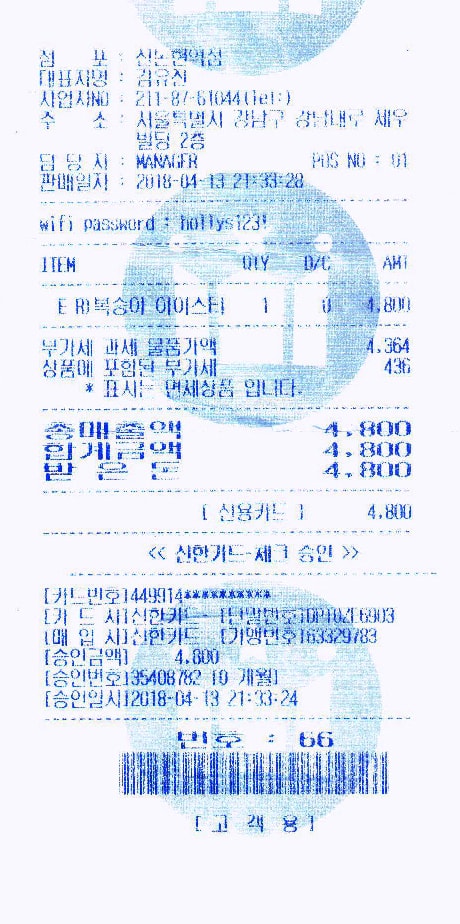 점 포 : 신논현역점
대표자명 : 김유진
사업자NO : 211-87-61044(Tel:)
주 소 : 서울특별시 강남구 강남대로 세우
빌딩 2층
담 당 자 : MANAGER POS NO : 01
판매일자 : 2018-04-13 21:33:28
wifi password : hollys123!
ITEM QTY D/C AMT
E R)복숭아 아이스티 1 0 4,800
부가세 과세 물품가액 4,364
상품에 포함된 부가세 436
* 표시는 면세상품 입니다.
총매출액 4,800
합계금액 4,800
받 은 돈 4,800
[ 신용카드 ] 4,800
<< 신한카드-체크 승인 >>
[카드번호]449914**********
[카 드 사]신한카드- [단말번호]
[매 입 사]신한카드 [가맹번호]63329783
[승인금액] 4,800
[승인번호]35408782 [0 개월]
[승인일시]2018-04-13 21:33:24
번호 : 66
[ 고 객 용 ]